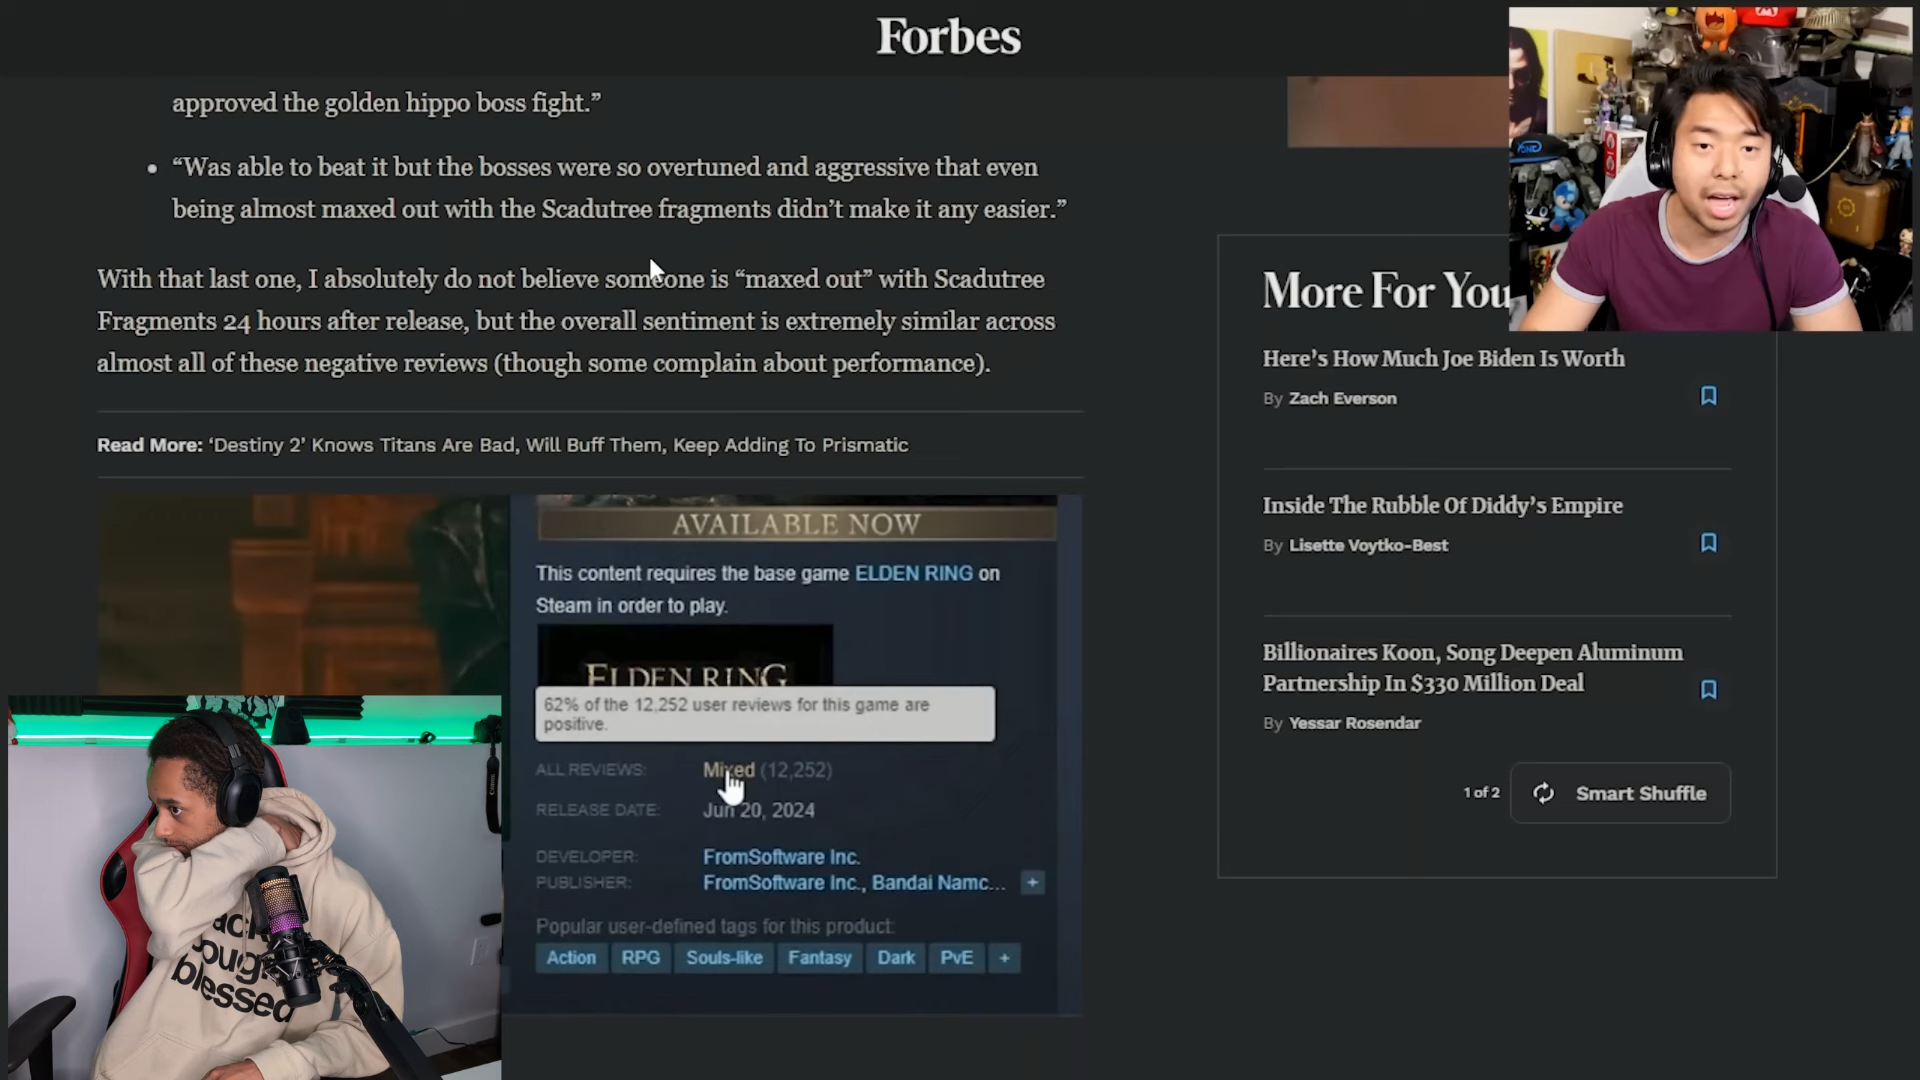 Forbes
approved the golden hippo boss fight.”
“Was able to beat it but the bosses were so overtuned and aggressive that even
being almost maxed out with the Scadutree fragments didn’t make it any easier.”
With that last one, I absolutely do not believe someone is “maxed out” with Scadutree
Fragments 24 hours after release, but the overall sentiment is extremely similar across
almost all of these negative reviews (though some complain about performance).
Read More: ‘Destiny 2’ Knows Titans Are Bad, Will Buff Them, Keep Adding To Prismatic
AVAILABLE NOW
This content requires the base game ELDEN RING on
Steam in order to play.
ELDEN RING
62% of the 12,252 user reviews for this game are
positive.
ALL REVIEWS: Mixed (12,252)
RELEASE DATE: Jun 20, 2024
DEVELOPER: FromSoftware Inc.
PUBLISHER: FromSoftware Inc., Bandai Namc... +
Popular user-defined tags for this product:
Action RPG Souls-like Fantasy Dark PvE +
More For You
Here’s How Much Joe Biden Is Worth
By Zach Everson
Inside The Rubble Of Diddy’s Empire
By Lisette Voytko-Best
Billionaires Koon, Song Deepen Aluminum
Partnership In $330 Million Deal
By Yessar Rosendar
1 of 2 Smart Shuffle
blessed